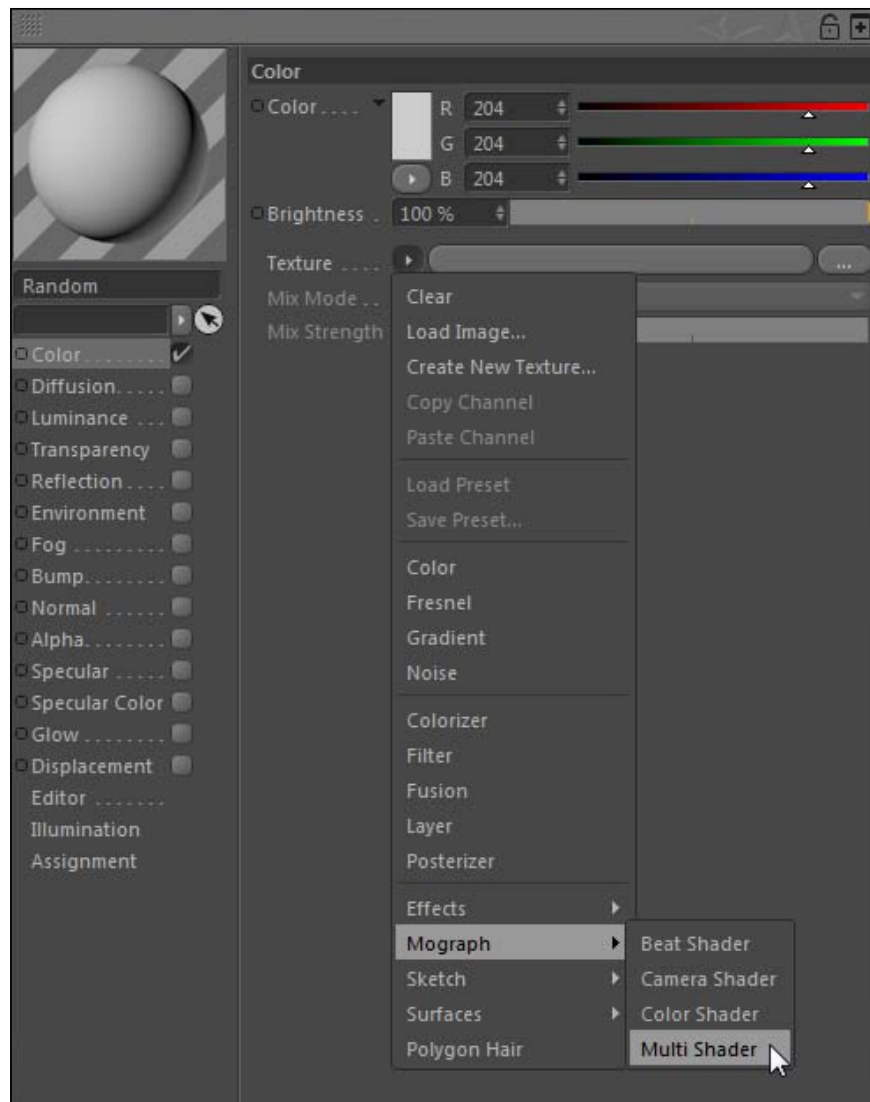 Color
Color....
R 204
G 204
B 204
Brightness . 100 %
Texture .... ...
Random
Mix Mode ..
Mix Strength
Clear
Load Image...
Create New Texture...
Copy Channel
Paste Channel
Load Preset
Save Preset...
Color
Fresnel
Gradient
Noise
Colorizer
Filter
Fusion
Layer
Posterizer
Effects
Mograph
Sketch
Surfaces
Polygon Hair
Beat Shader
Camera Shader
Color Shader
Multi Shader
Color........
Diffusion.....
Luminance ...
Transparency
Reflection....
Environment
Fog .........
Bump........
Normal ......
Alpha........
Specular .....
Specular Color
Glow ........
Displacement
Editor .......
Illumination
Assignment